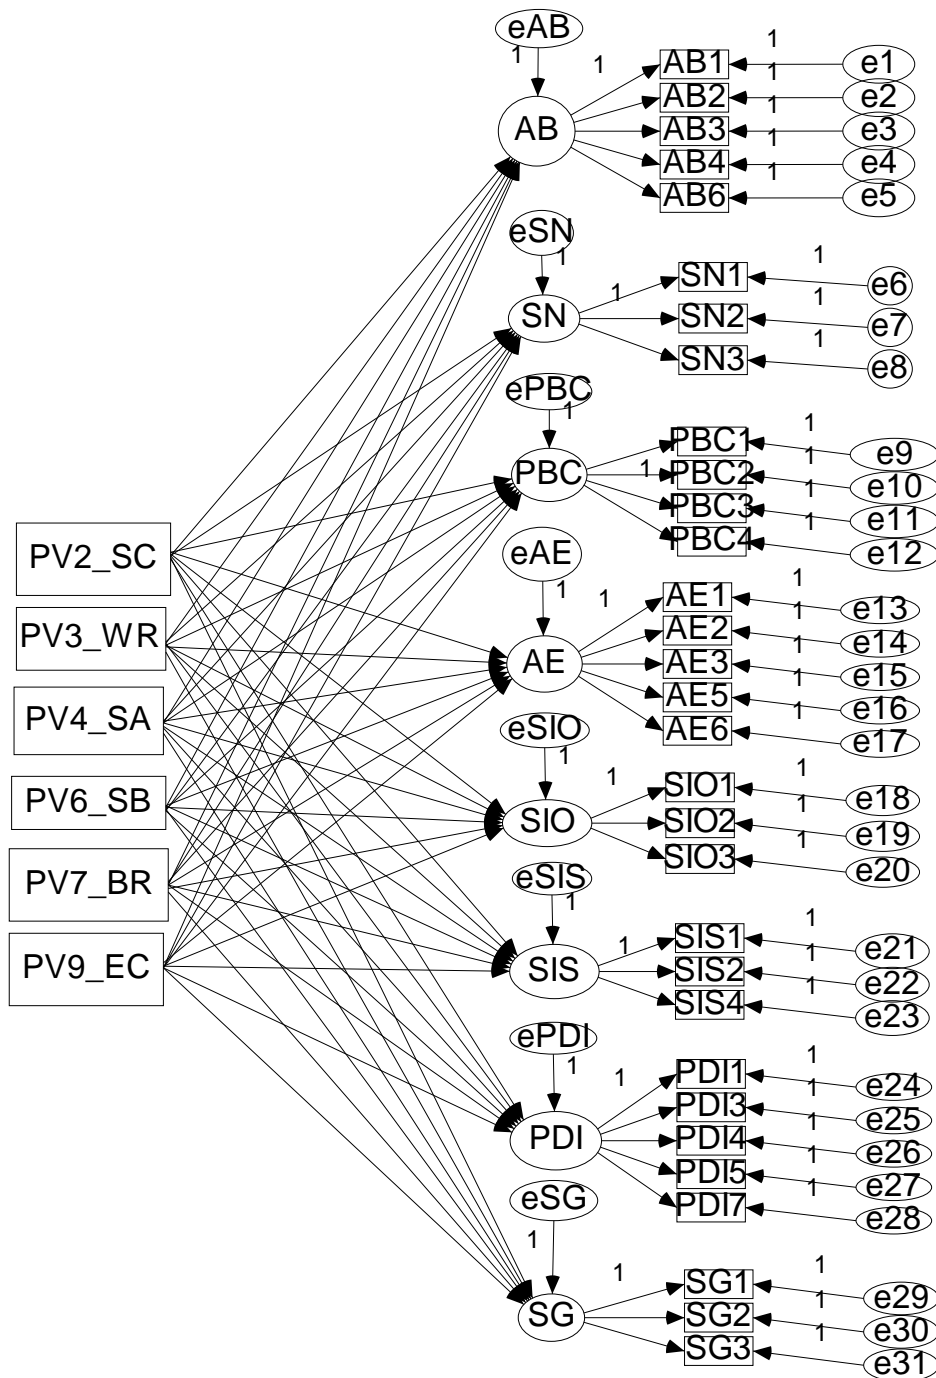 eAB
1
AB
1
AB1
1
e1
AB2
1
e2
AB3
1
e3
AB4
1
e4
AB6
1
e5
eSN
1
SN
1
SN1
1
e6
SN2
1
e7
SN3
1
e8
ePBC
1
PBC
1
PBC1
1
e9
PBC2
1
e10
PBC3
1
e11
PBC4
1
e12
PV2_SC
PV3_WR
PV4_SA
PV6_SB
PV7_BR
PV9_EC
eAE
1
AE
1
AE1
1
e13
AE2
1
e14
AE3
1
e15
AE5
1
e16
AE6
1
e17
eSIO
1
SIO
1
SIO1
1
e18
SIO2
1
e19
SIO3
1
e20
eSIS
1
SIS
1
SIS1
1
e21
SIS2
1
e22
SIS4
1
e23
ePDI
1
PDI
1
PDI1
1
e24
PDI3
1
e25
PDI4
1
e26
PDI5
1
e27
PDI7
1
e28
eSG
1
SG
1
SG1
1
e29
SG2
1
e30
SG3
1
e31